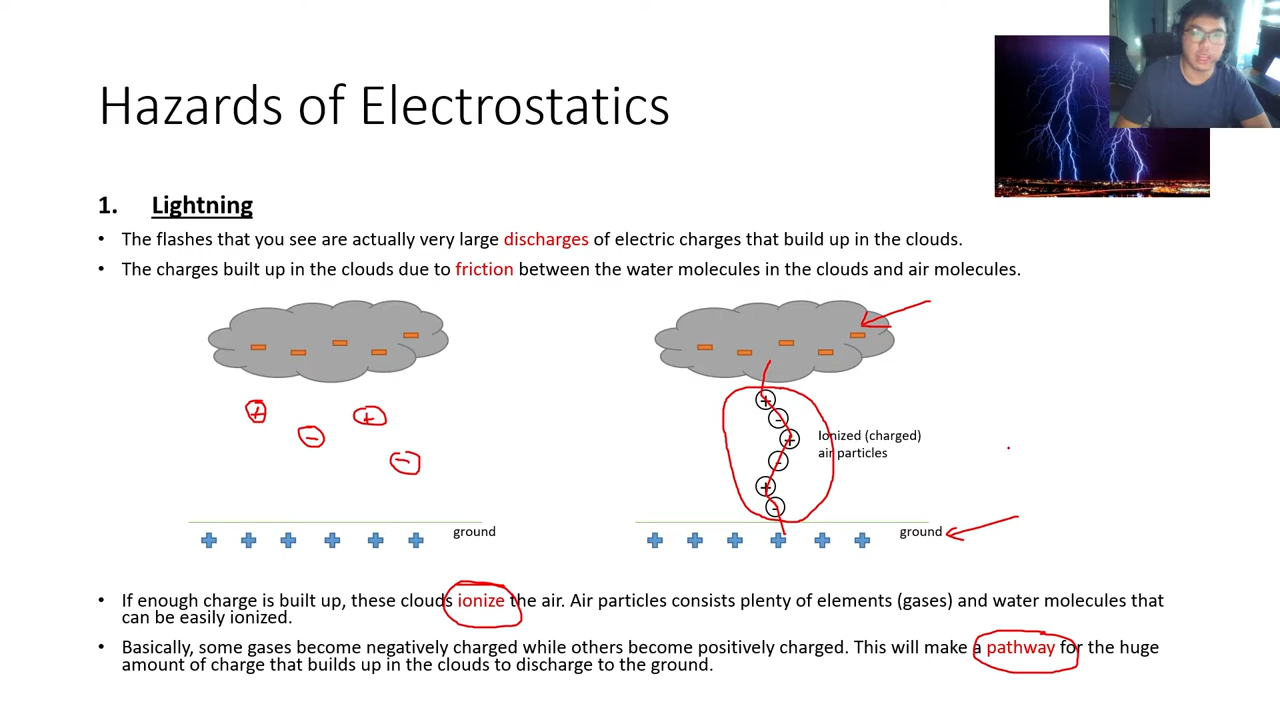 Hazards of Electrostatics
1. Lightning
• The flashes that you see are actually very large discharges of electric charges that build up in the clouds.
• The charges built up in the clouds due to friction between the water molecules in the clouds and air molecules.
Ionized (charged)
air particles
ground
ground
• If enough charge is built up, these clouds ionize the air. Air particles consists plenty of elements (gases) and water molecules that
can be easily ionized.
• Basically, some gases become negatively charged while others become positively charged. This will make a pathway for the huge
amount of charge that builds up in the clouds to discharge to the ground.